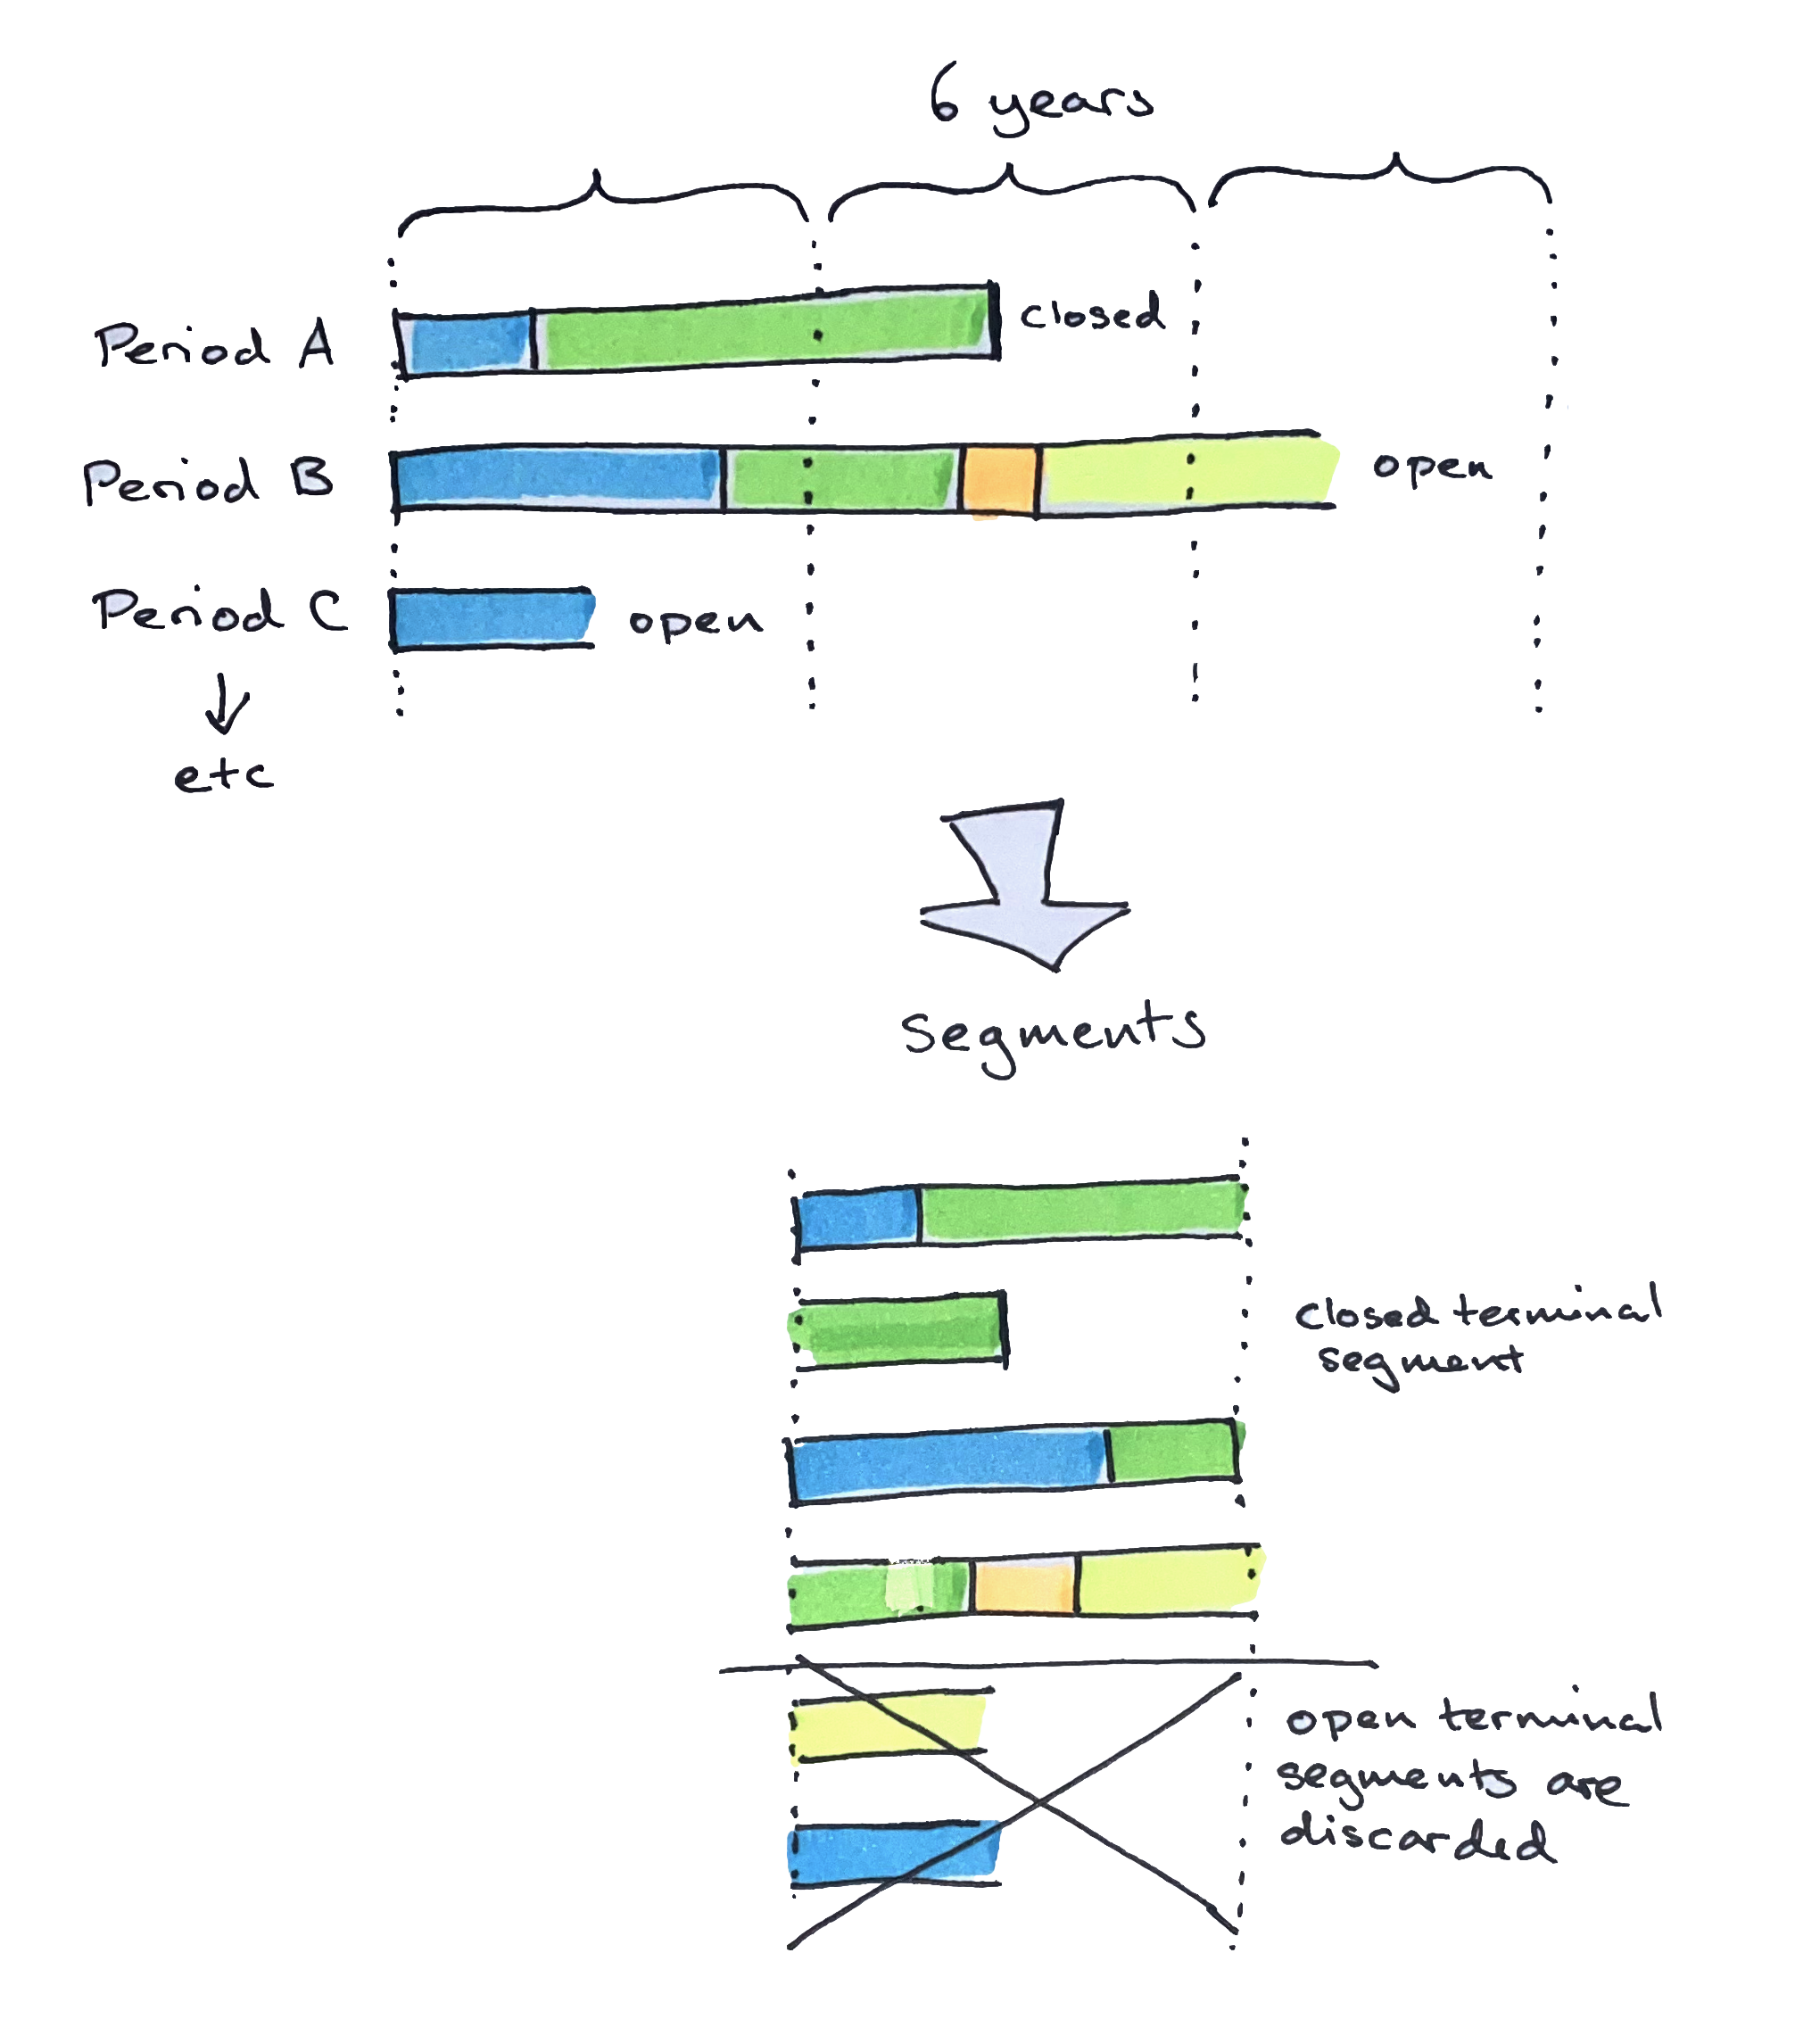 6 years
Period A
closed
Period B
open
Period C
open
etc
Segments
closed terminal
segment
open terminal
segments are
discarded